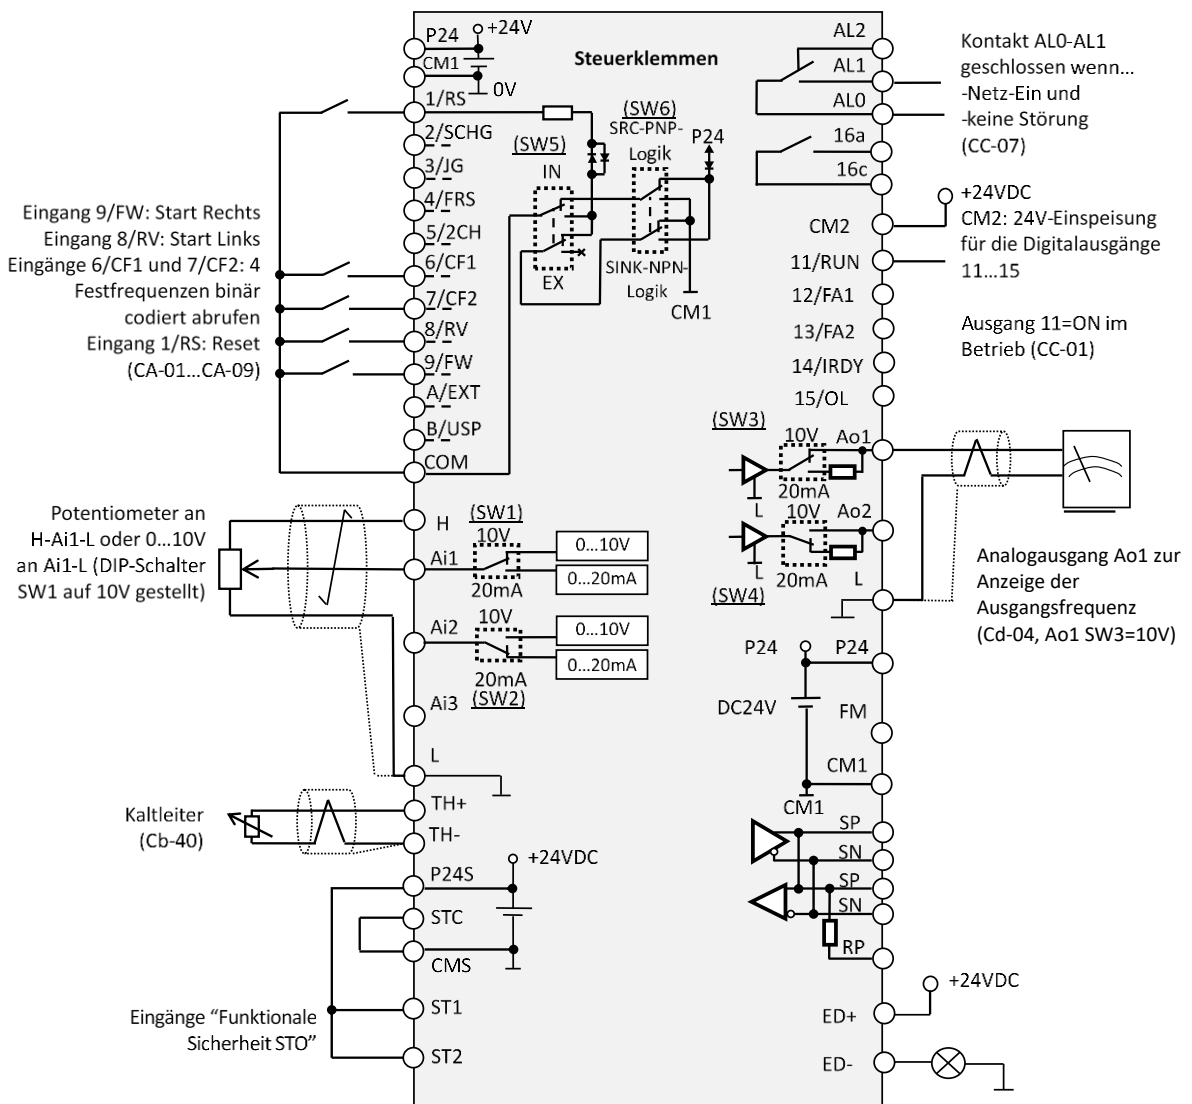 Steuerklemmen
P24
+24V
CM1
0V
1/RS
2/SCHG
3/JG
4/FRS
5/2CH
6/CF1
7/CF2
8/RV
9/FW
A/EXT
B/USP
COM
Eingang 9/FW: Start Rechts
Eingang 8/RV: Start Links
Eingänge 6/CF1 und 7/CF2: 4
Festfrequenzen binär
codiert abrufen
Eingang 1/RS: Reset
(CA-01...CA-09)
(SW5)
IN
EX
(SW6)
SRC-PNP-
Logik
P24
SINK-NPN-
Logik
CM1
AL2
AL1
AL0
16a
16c
Kontakt AL0-AL1
geschlossen wenn...
-Netz-Ein und
-keine Störung
(CC-07)
+24VDC
CM2: 24V-Einspeisung
für die Digitalausgänge
11...15
CM2
11/RUN
12/FA1
13/FA2
14/IRDY
15/OL
Ausgang 11=ON im
Betrieb (CC-01)
(SW3)
10V
Ao1
20mA
L
10V
Ao2
20mA
L
(SW4)
L
Analogausgang Ao1 zur
Anzeige der
Ausgangsfrequenz
(Cd-04, Ao1 SW3=10V)
Potentiometer an
H-Ai1-L oder 0...10V
an Ai1-L (DIP-Schalter
SW1 auf 10V gestellt)
H
(SW1)
10V
Ai1
20mA
0...10V
0...20mA
Ai2
10V
20mA
(SW2)
0...10V
0...20mA
Ai3
L
P24
P24
DC24V
FM
CM1
CM1
Kaltleiter
(Cb-40)
TH+
TH-
P24S
+24VDC
STC
CMS
ST1
ST2
Eingänge “Funktionale
Sicherheit STO”
SP
SN
SP
SN
RP
+24VDC
ED+
ED-